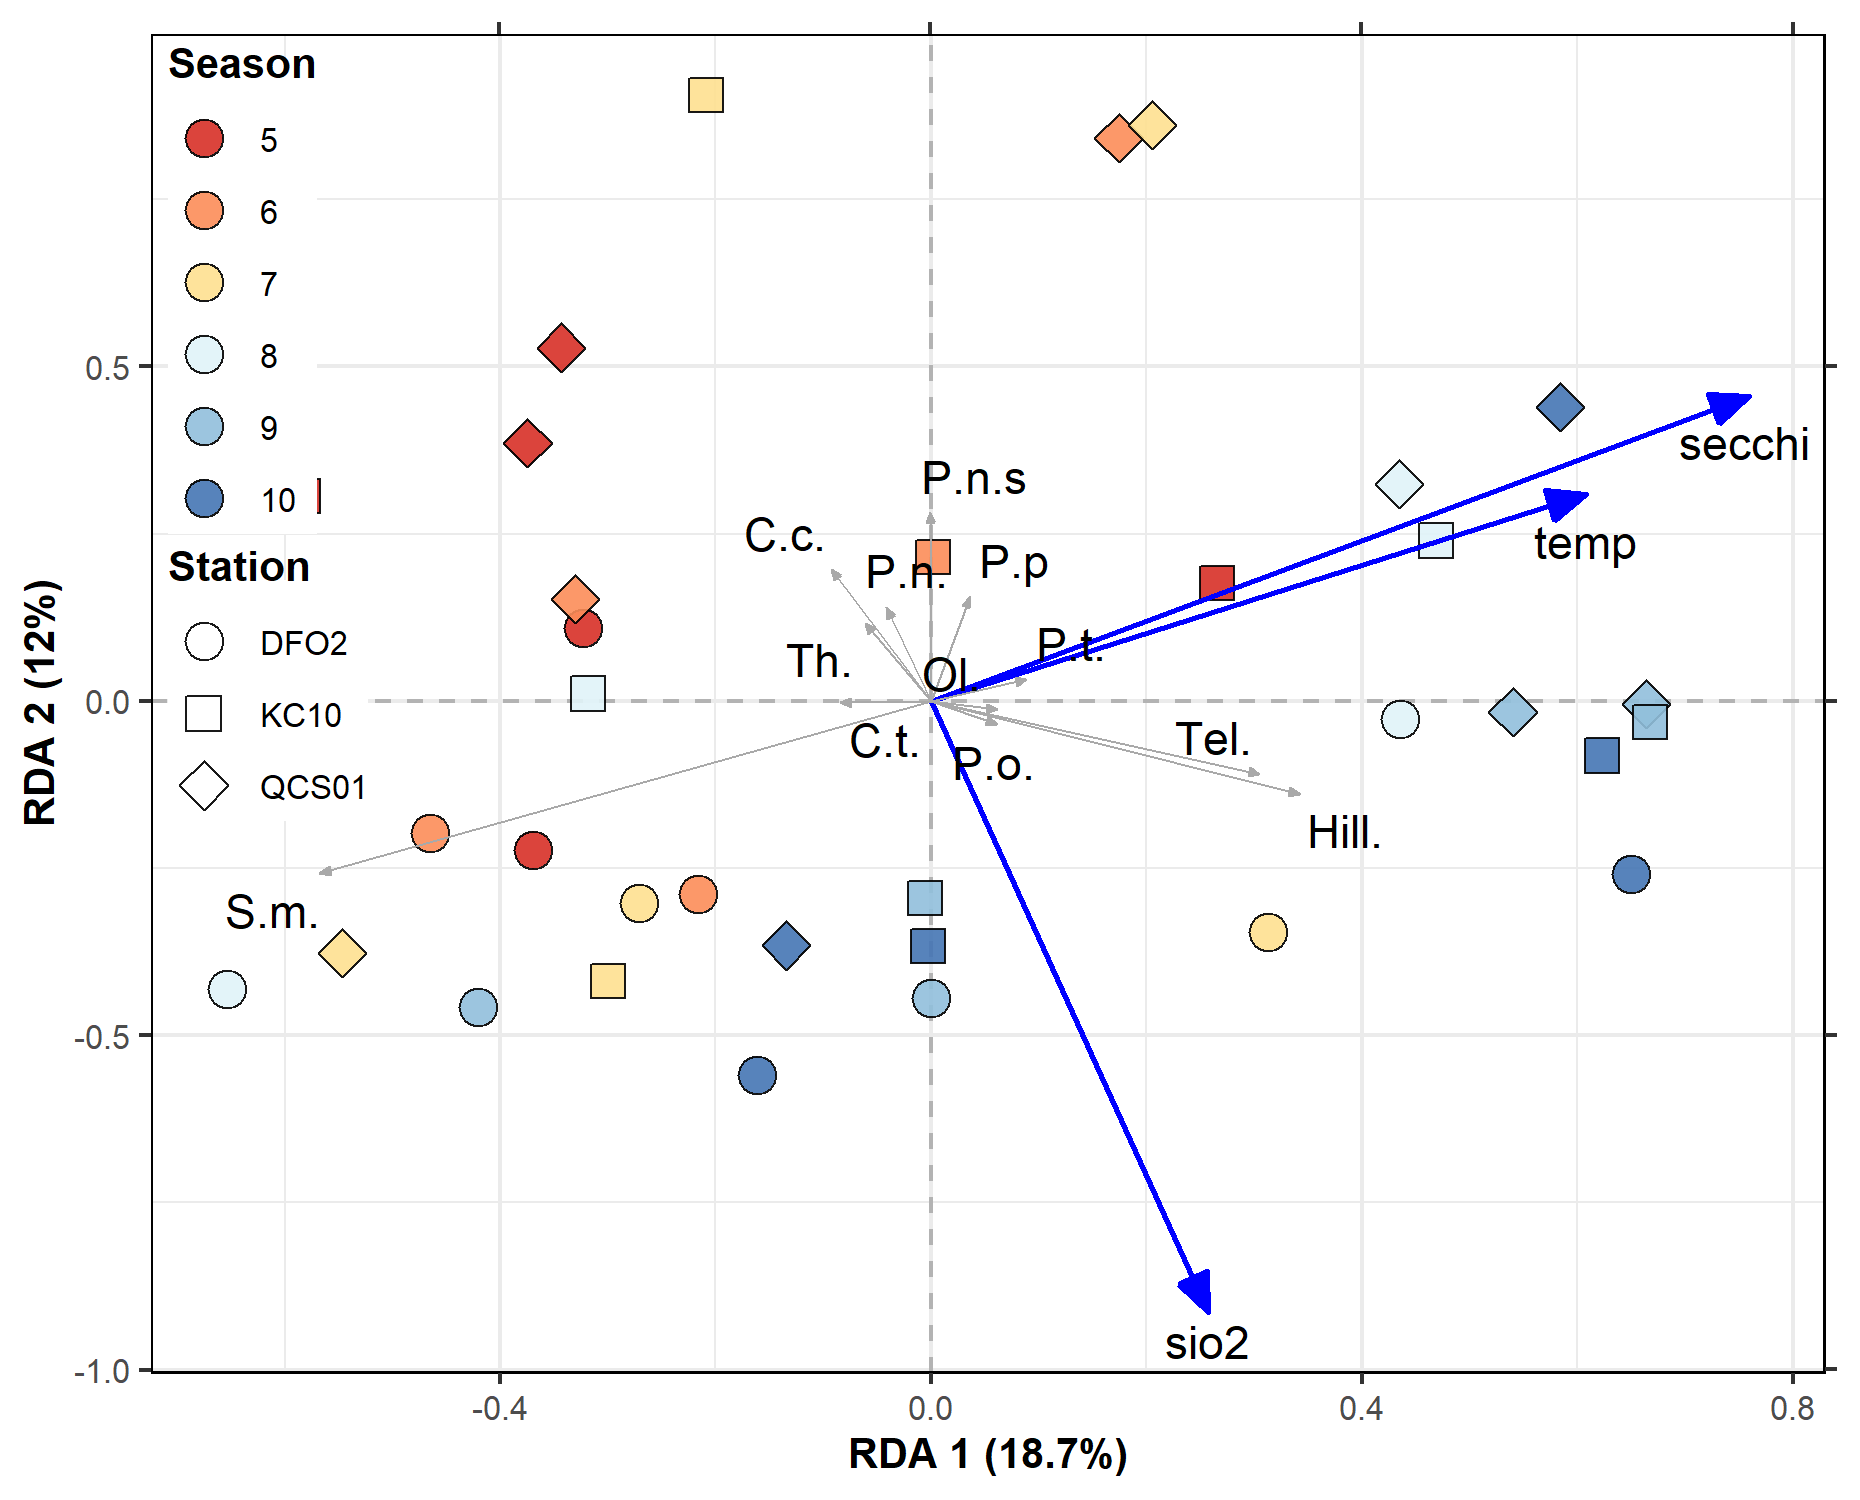 Season
5
6
7
8
9
10
Station
DFO2
KC10
QCS01
0.5
0.0
-0.5
-1.0
RDA 2 (12%)
P.n.s
C.c.
P.n.
P.p
Th.
Ol.
P.t.
C.t.
P.o.
Tel.
Hill.
S.m.
secchi
temp
sio2
-0.4
0.0
0.4
0.8
RDA 1 (18.7%)